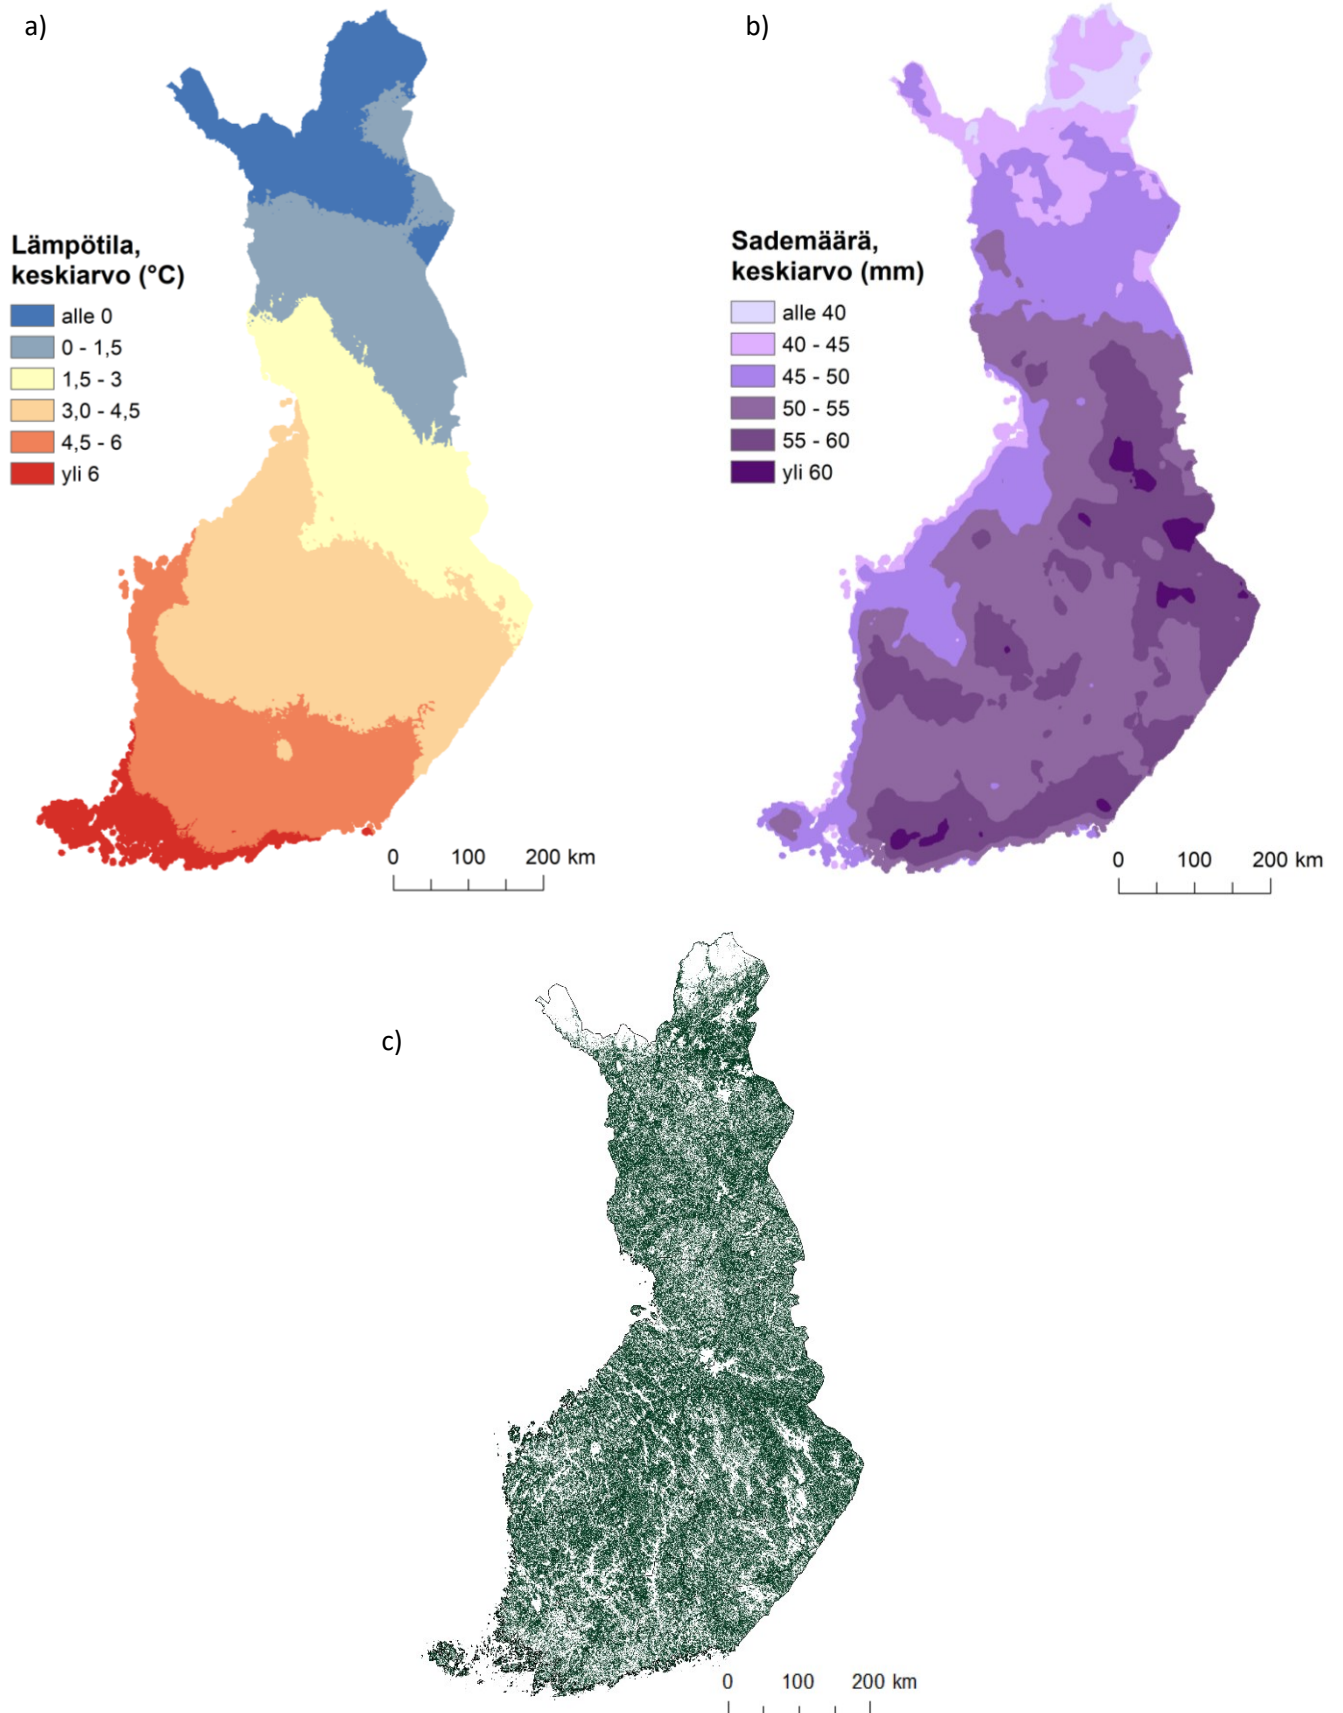 a)
Lämpötila,
keskiarvo (°C)
alle 0
0 - 1,5
1,5 - 3
3,0 - 4,5
4,5 - 6
yli 6
0 100 200 km
b)
Sademäärä,
keskiarvo (mm)
alle 40
40 - 45
45 - 50
50 - 55
55 - 60
yli 60
0 100 200 km
c)
0 100 200 km